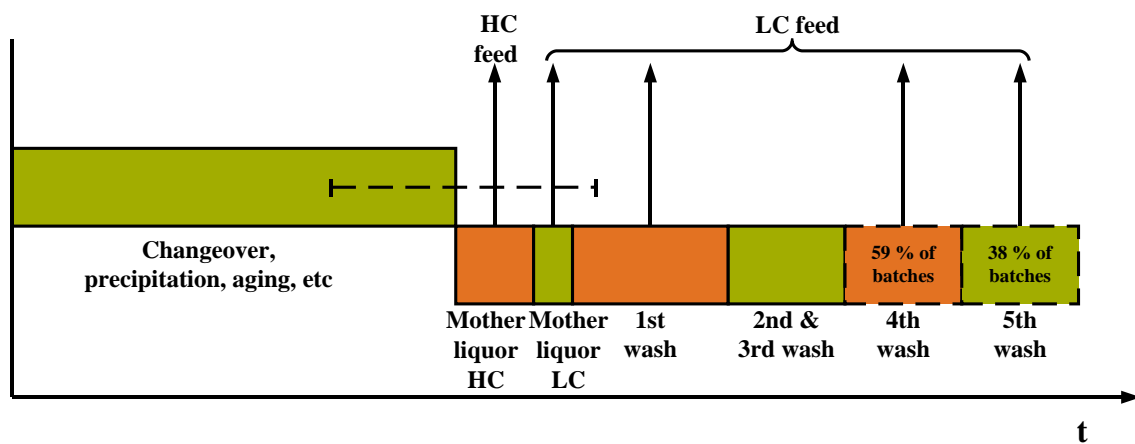 HC
feed
LC feed
Changeover,
precipitation, aging, etc
59 % of
batches
38 % of
batches
Mother
liquor
HC
Mother
liquor
LC
1st
wash
2nd &
3rd wash
4th
wash
5th
wash
t